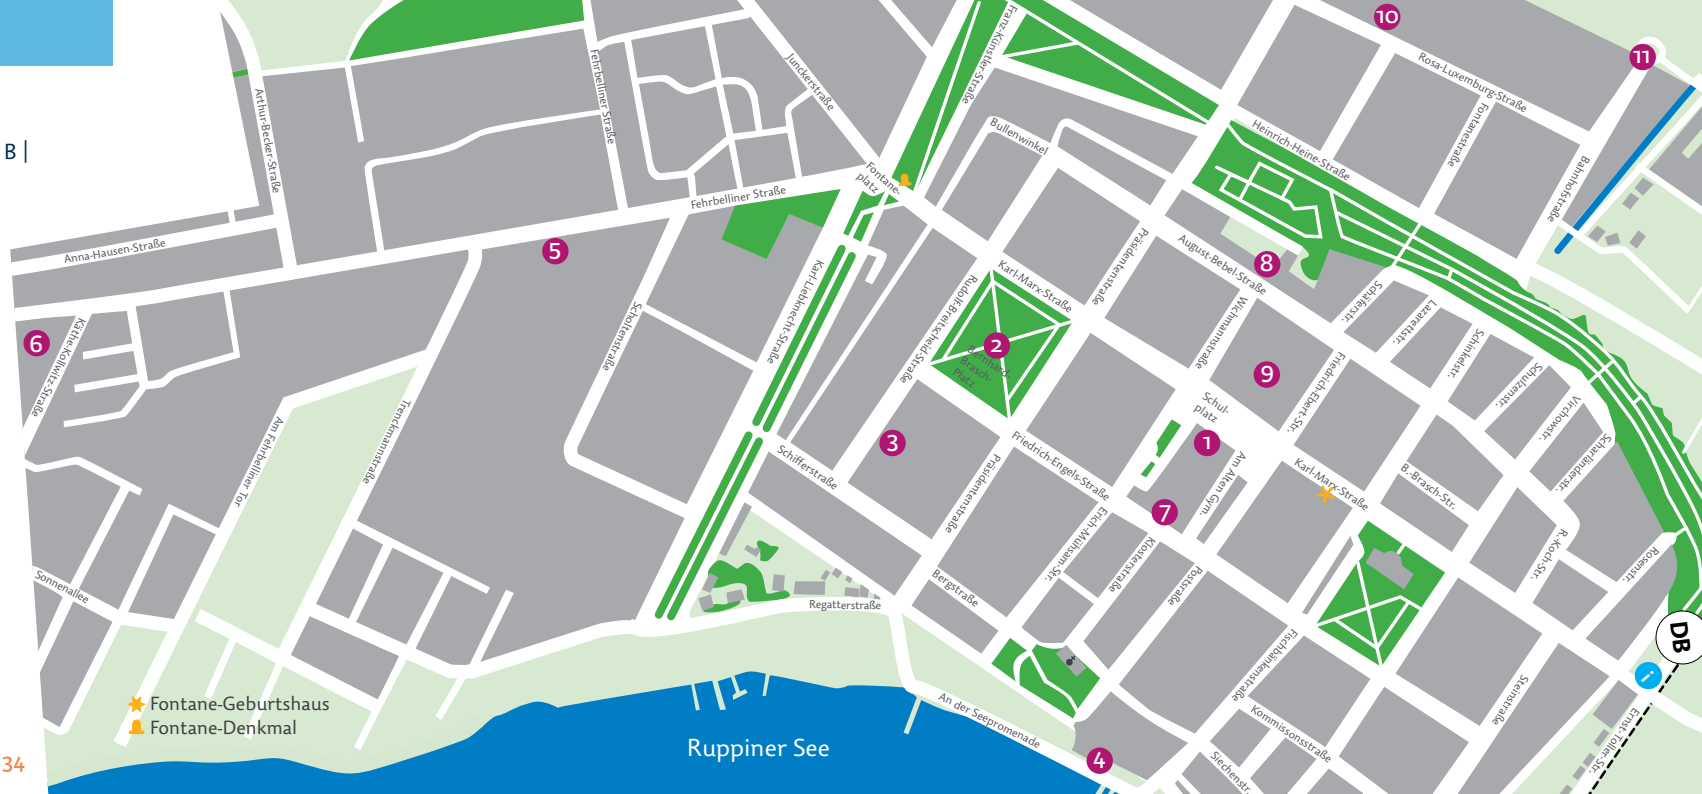 B |
34
Arthur-Becker-Straße
Anna-Hausen-Straße
Fehrbelliner Straße
Fehrbelliner Straße
Junckerstraße
Franz-Künstler-Straße
Fontane-
platz
Bullenwinkel
Rosa-Luxemburg-Straße
Heinrich-Heine-Straße
Fontanestraße
Bahnhofstraße
10
11
5
6
8
2
9
3
1
7
4
Käthe-Kollwitz-Straße
Am Fehrbelliner Tor
Trenckmannstraße
Scholtenstraße
Karl-Liebknecht-Straße
Rudolf-Breitscheid-Straße
Karl-Marx-Straße
Präsidentenstraße
August-Bebel-Straße
Wichmannstraße
Bernhard-
Brasch-
Platz
Schäferstr.
Lazarettstr.
Schinkelstr.
Schulzenstr.
Virchowstr.
Scharländerstr.
Friedrich-Ebert-Str.
Schul-
platz
Schifferstraße
Friedrich-Engels-Straße
Präsidentenstraße
Am Alten Gym.
Karl-Marx-Straße
B.-Brasch-Str.
R.-Koch-Str.
Rosenstr.
Sonnenallee
Bergstraße
Erich-Mühsam-Str.
Klosterstraße
Poststraße
Regatterstraße
Fischbänkenstraße
Steinstraße
Kommissonsstraße
Siechenstr.
An der Seepromenade
Ernst-Toller-Str.
DB
i
Fontane-Geburtshaus
Fontane-Denkmal
Ruppiner See